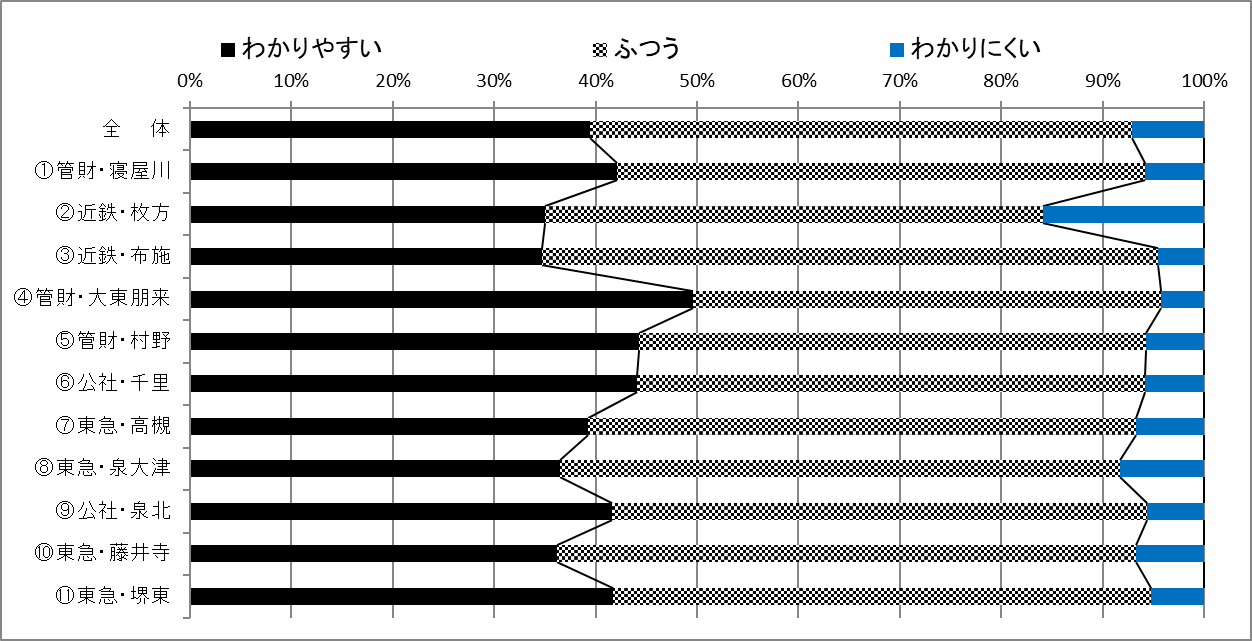 わかりやすい ふつう わかりにくい
0% 10% 20% 30% 40% 50% 60% 70% 80% 90% 100%
全 体
①管財・寝屋川
②近鉄・枚方
③近鉄・布施
④管財・大東朋来
⑤管財・村野
⑥公社・千里
⑦東急・高槻
⑧東急・泉大津
⑨公社・泉北
⑩東急・藤井寺
⑪東急・堺東